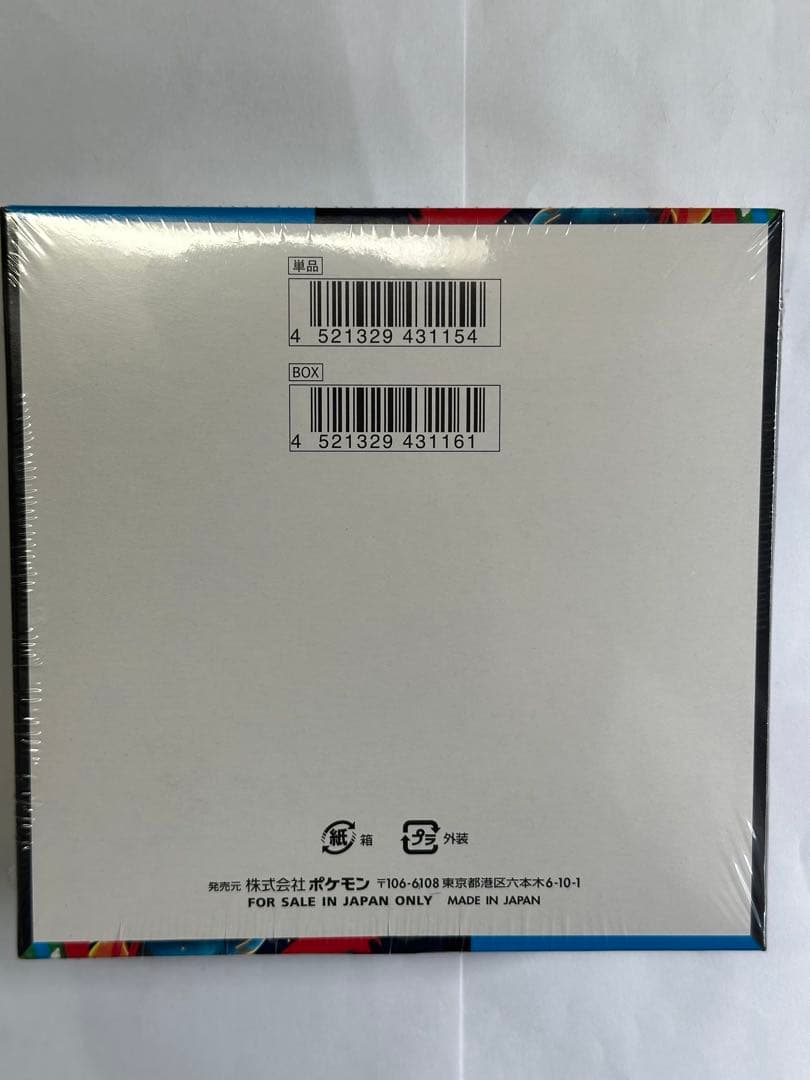 単品
4 521329 431154
BOX
4 521329 431161
紙 箱 プラ 外装
発売元 株式会社 ポケモン 〒106-6108 東京都港区六本木6-10-1
FOR SALE IN JAPAN ONLY MADE IN JAPAN